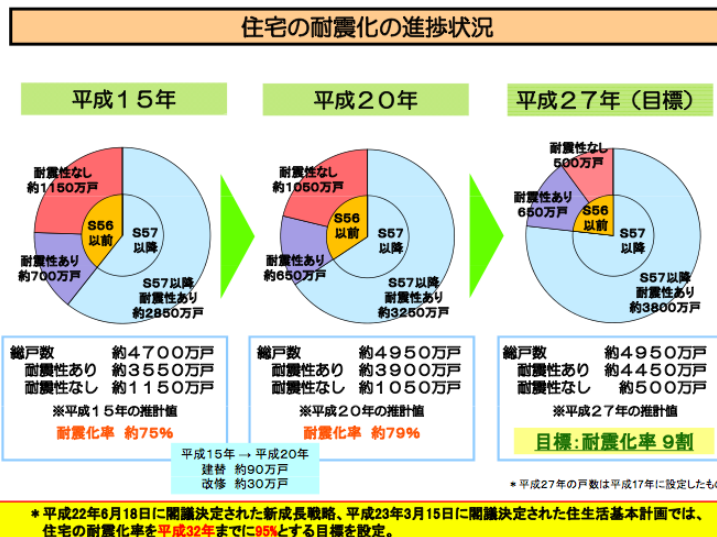 住宅の耐震化の進捗状況
平成15年
平成20年
平成27年（目標）
耐震性なし
約1150万戸
S56
以前
S57
以降
耐震性あり
約700万戸
S57以降
耐震性あり
約2850万戸
耐震性なし
約1050万戸
S56
以前
S57
以降
耐震性あり
約650万戸
S57以降
耐震性あり
約3250万戸
耐震性なし
500万戸
耐震性あり
650万戸
S56
以前
S57
以降
S57以降
耐震性あり
約3800万戸
総戸数　約4700万戸
耐震性あり　約3550万戸
耐震性なし　約1150万戸
※平成15年の推計値
耐震化率 約75%
総戸数　約4950万戸
耐震性あり　約3900万戸
耐震性なし　約1050万戸
※平成20年の推計値
耐震化率 約79%
総戸数　約4950万戸
耐震性あり　約4450万戸
耐震性なし　約500万戸
※平成27年の推計値
目標：耐震化率 9割
平成15年 → 平成20年
建替 約90万戸
改修 約30万戸
＊平成27年の戸数は平成17年に設定したもの
＊平成22年6月18日に閣議決定された新成長戦略、平成23年3月15日に閣議決定された住生活基本計画では、
住宅の耐震化率を平成32年までに95%とする目標を設定。